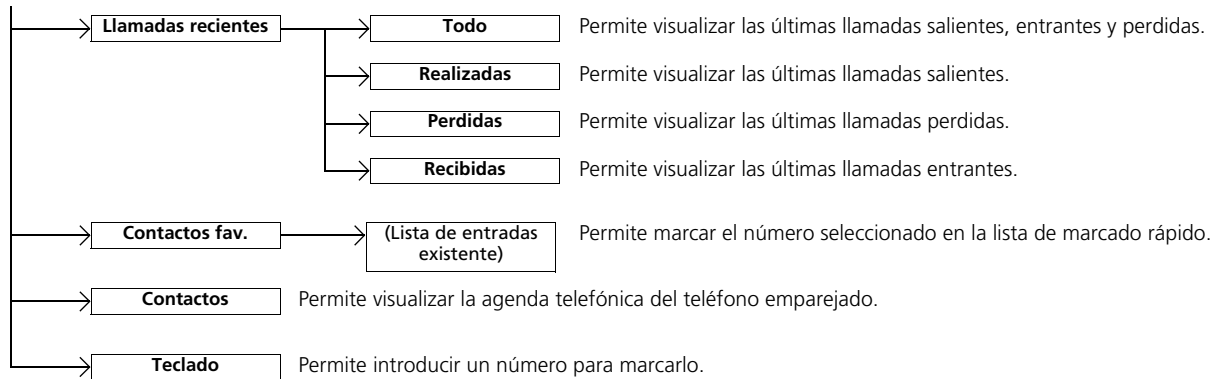 Llamadas recientes
Todo
Permite visualizar las últimas llamadas salientes, entrantes y perdidas.
Realizadas
Permite visualizar las últimas llamadas salientes.
Perdidas
Permite visualizar las últimas llamadas perdidas.
Recibidas
Permite visualizar las últimas llamadas entrantes.
Contactos fav.
(Lista de entradas
existente)
Permite marcar el número seleccionado en la lista de marcado rápido.
Contactos
Permite visualizar la agenda telefónica del teléfono emparejado.
Teclado
Permite introducir un número para marcarlo.